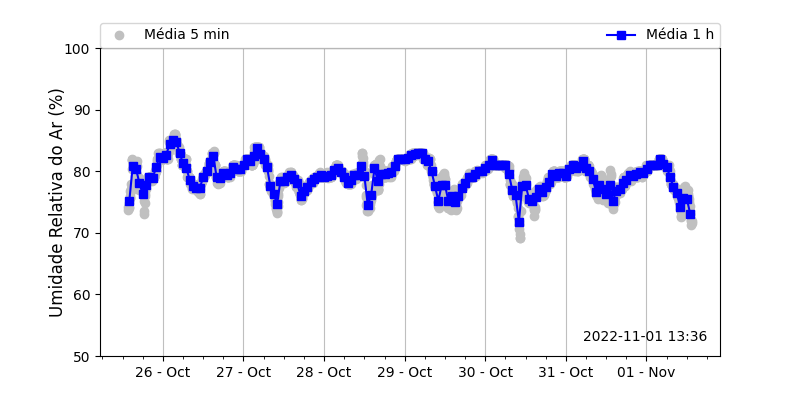 Média 5 min
Média 1 h
Umidade Relativa do Ar (%)
100
90
80
70
60
50
2022-11-01 13:36
26 - Oct
27 - Oct
28 - Oct
29 - Oct
30 - Oct
31 - Oct
01 - Nov